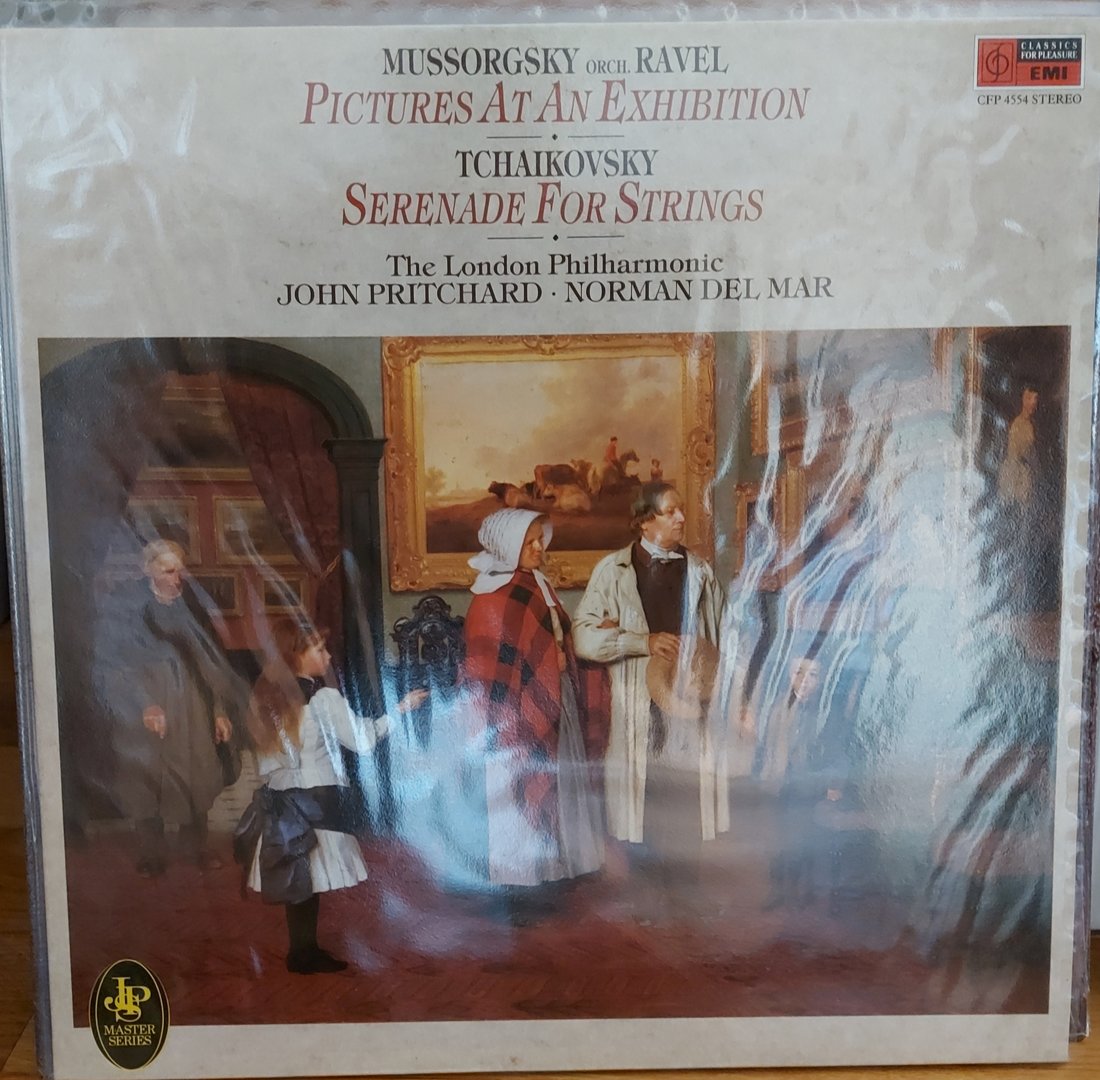 MUSSORGSKY ORCH. RAVEL
PICTURES AT AN EXHIBITION
TCHAIKOVSKY
SERENADE FOR STRINGS
The London Philharmonic
JOHN PRITCHARD · NORMAN DEL MAR
CLASSICS
FOR PLEASURE
EMI
CFP 4554 STEREO
JPS
MASTER
SERIES